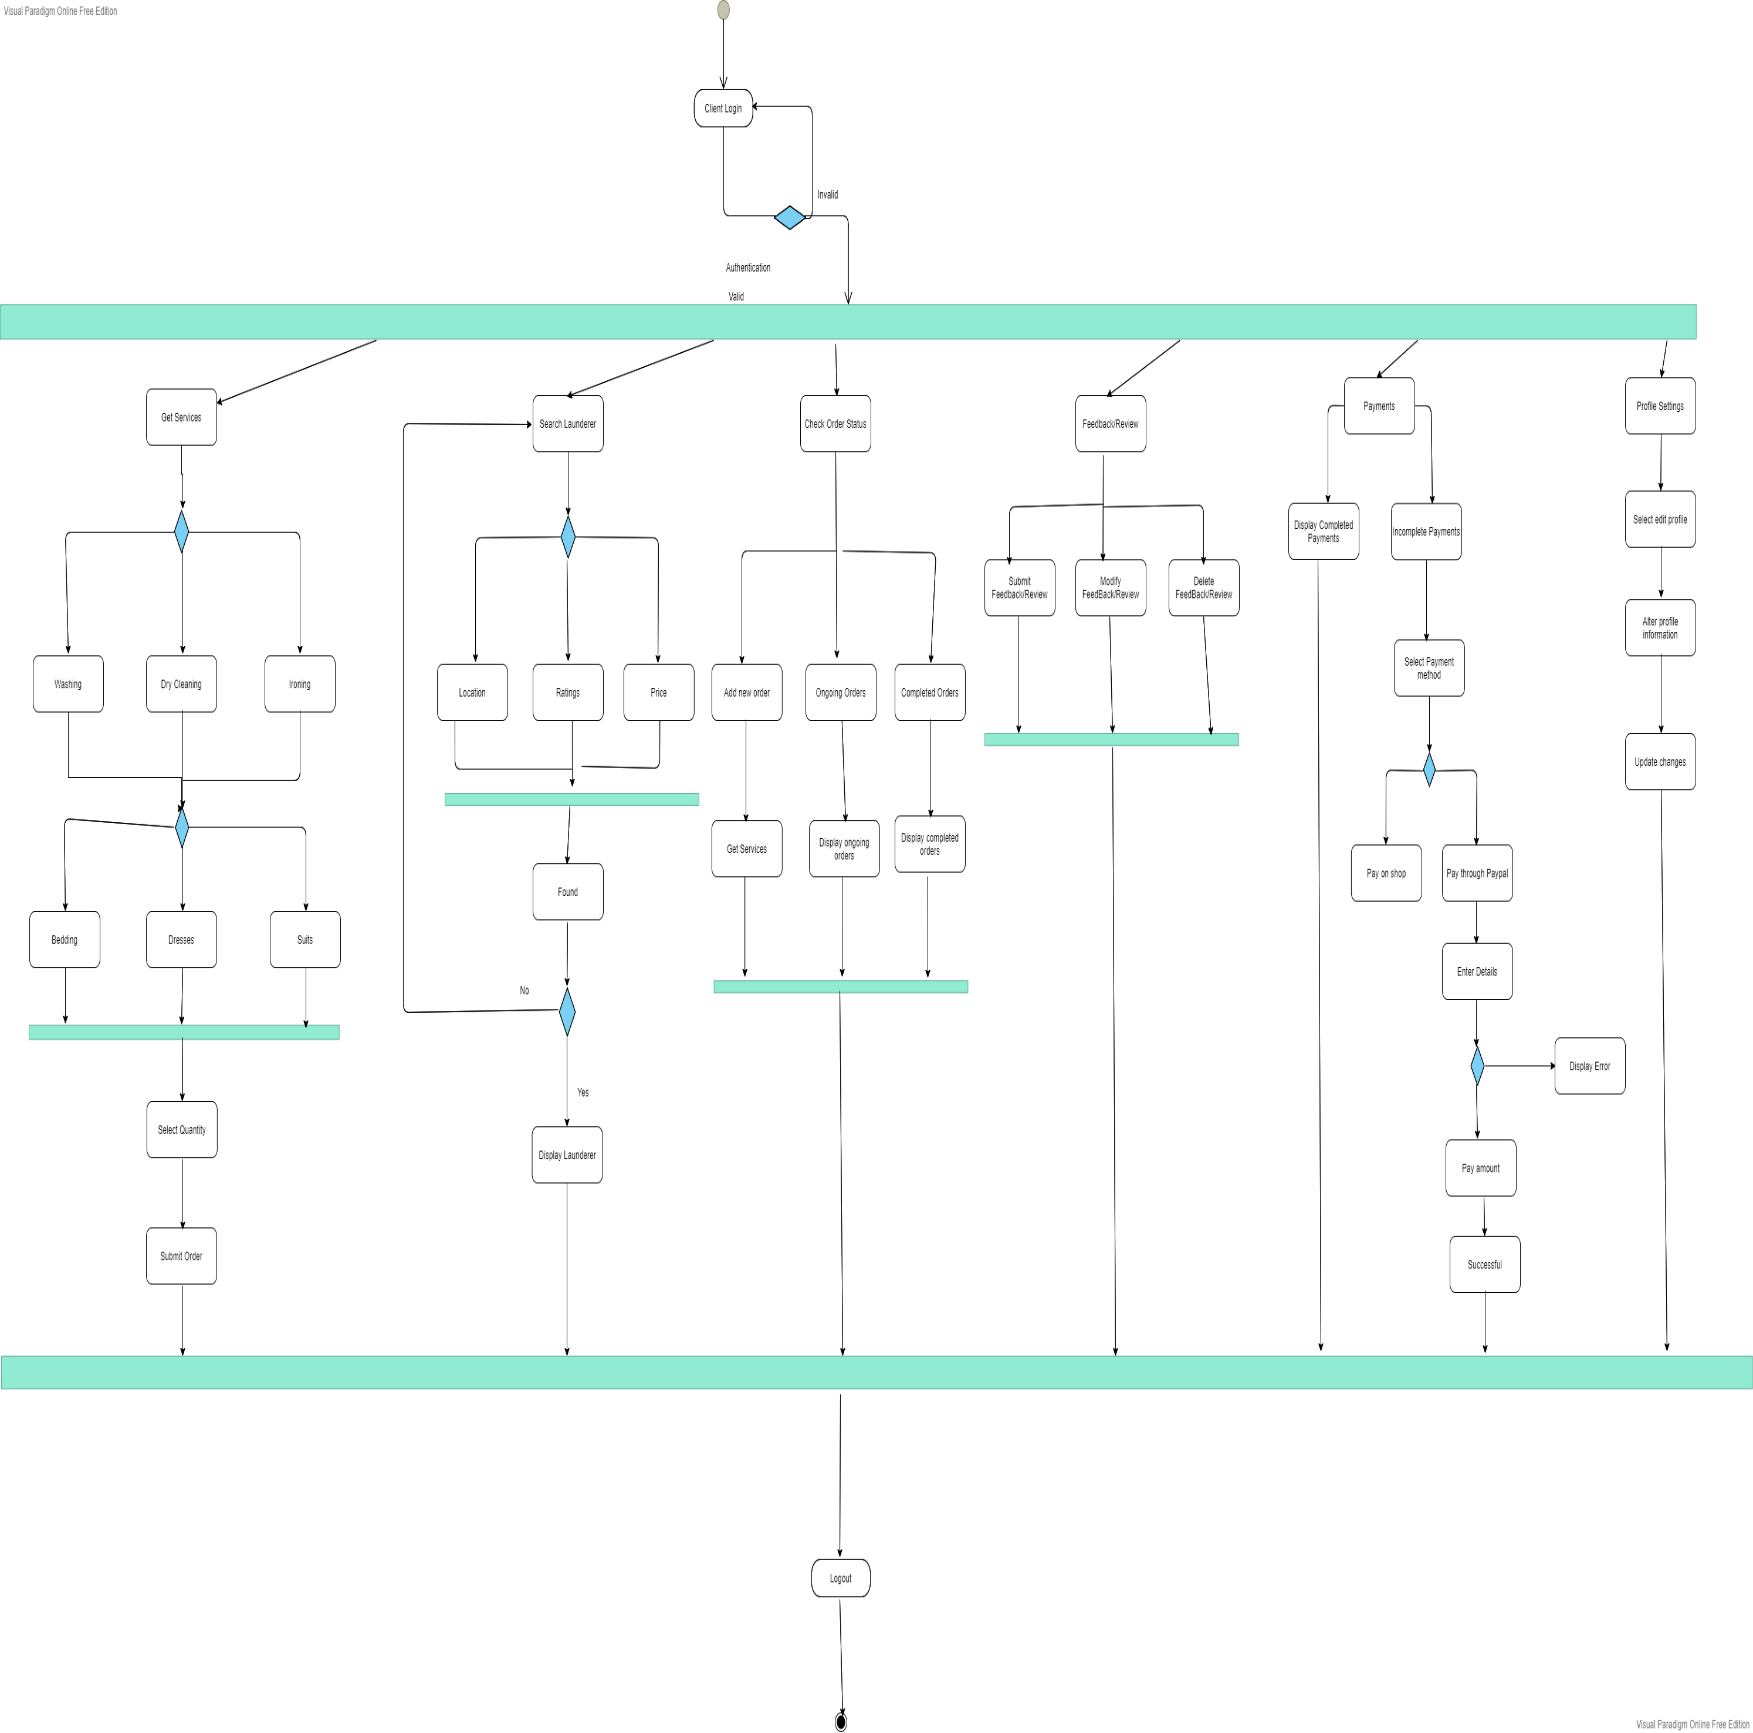 Visual Paradigm Online Free Edition
Client Login
Invalid
Authentication
Valid
Get Services
Search Launderer
Check Order Status
Feedback/Review
Payments
Profile Settings
Display Completed
Payments
Incomplete Payments
Select edit profile
Submit
FeedBack/Review
Modify
FeedBack/Review
Delete
FeedBack/Review
Alter profile
information
Washing
Dry Cleaning
Ironing
Location
Ratings
Price
Add new order
Ongoing Orders
Completed Orders
Select Payment
method
Update changes
Get Services
Display ongoing
orders
Display completed
orders
Pay on shop
Pay through Paypal
Found
Bedding
Dresses
Suits
Enter Details
No
Display Error
Yes
Select Quantity
Display Launderer
Pay amount
Submit Order
Successful
Logout
Visual Paradigm Online Free Edition